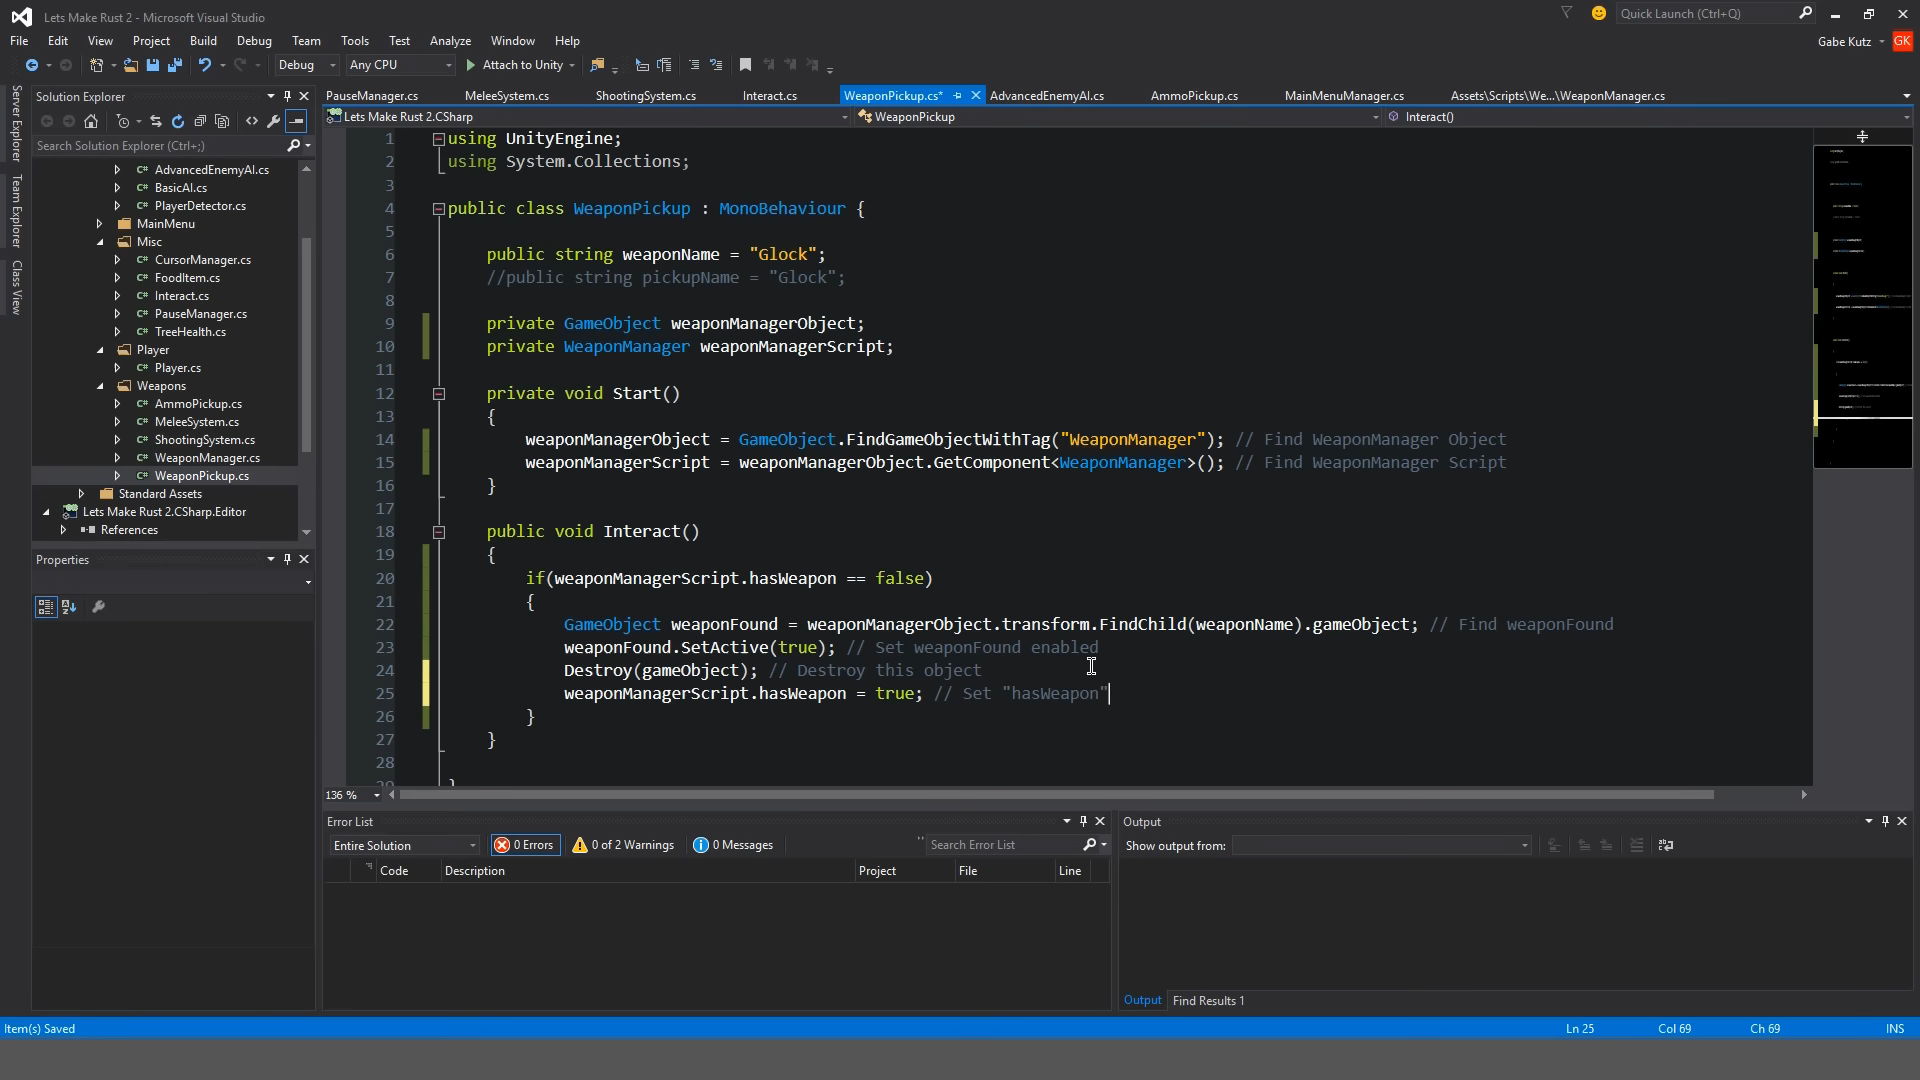 Lets Make Rust 2 - Microsoft Visual Studio
Quick Launch (Ctrl+Q)
File Edit View Project Build Debug Team Tools Test Analyze Window Help
Gabe Kutz GK
Debug Any CPU Attach to Unity
Server Explorer
Team Explorer
Class View
Solution Explorer
Search Solution Explorer (Ctrl+;)
AdvancedEnemyAI.cs
BasicAI.cs
PlayerDetector.cs
MainMenu
Misc
CursorManager.cs
FoodItem.cs
Interact.cs
PauseManager.cs
TreeHealth.cs
Player
Player.cs
Weapons
AmmoPickup.cs
MeleeSystem.cs
ShootingSystem.cs
WeaponManager.cs
WeaponPickup.cs
Standard Assets
Lets Make Rust 2.CSharp.Editor
References
Properties
PauseManager.cs MeleeSystem.cs ShootingSystem.cs Interact.cs WeaponPickup.cs* AdvancedEnemyAI.cs AmmoPickup.cs MainMenuManager.cs Assets\Scripts\We...\WeaponManager.cs
Lets Make Rust 2.CSharp WeaponPickup Interact()
1 using UnityEngine;
2 using System.Collections;
3
4 public class WeaponPickup : MonoBehaviour {
5
6 public string weaponName = "Glock";
7 //public string pickupName = "Glock";
8
9 private GameObject weaponManagerObject;
10 private WeaponManager weaponManagerScript;
11
12 private void Start()
13 {
14 weaponManagerObject = GameObject.FindGameObjectWithTag("WeaponManager"); // Find WeaponManager Object
15 weaponManagerScript = weaponManagerObject.GetComponent<WeaponManager>(); // Find WeaponManager Script
16 }
17
18 public void Interact()
19 {
20 if(weaponManagerScript.hasWeapon == false)
21 {
22 GameObject weaponFound = weaponManagerObject.transform.FindChild(weaponName).gameObject; // Find weaponFound
23 weaponFound.SetActive(true); // Set weaponFound enabled
24 Destroy(gameObject); // Destroy this object
25 weaponManagerScript.hasWeapon = true; // Set "hasWeapon"
26 }
27 }
28
29 }
136 %
Error List
Entire Solution 0 Errors 0 of 2 Warnings 0 Messages Search Error List
Code Description Project File Line
Output
Show output from:
Output Find Results 1
Item(s) Saved Ln 25 Col 69 Ch 69 INS